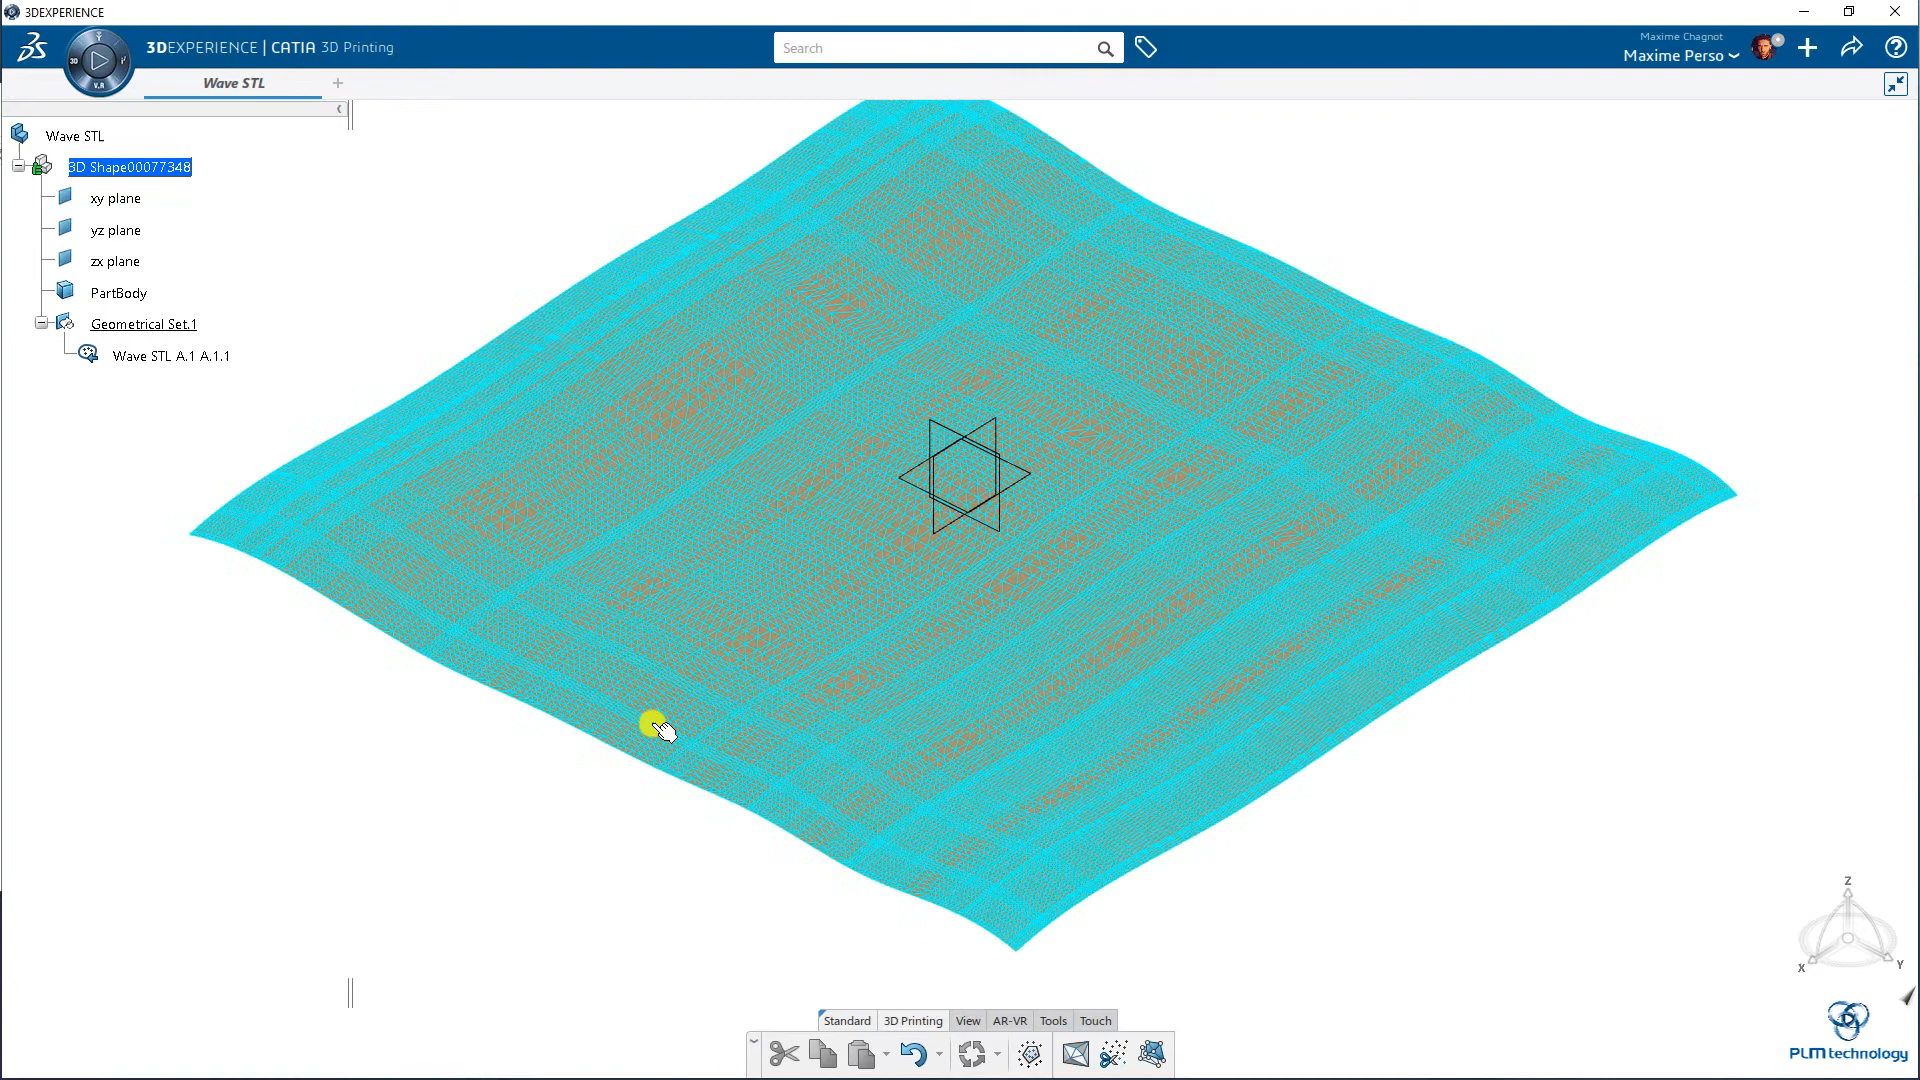 3DEXPERIENCE
3DEXPERIENCE | CATIA 3D Printing
Search
Maxime Chagnot
Maxime Perso
3D
V.R
Wave STL
Wave STL
3D Shape00077348
xy plane
yz plane
zx plane
PartBody
Geometrical Set.1
Wave STL A.1 A.1.1
Z
X
Y
Standard
3D Printing
View
AR-VR
Tools
Touch
PLM technology